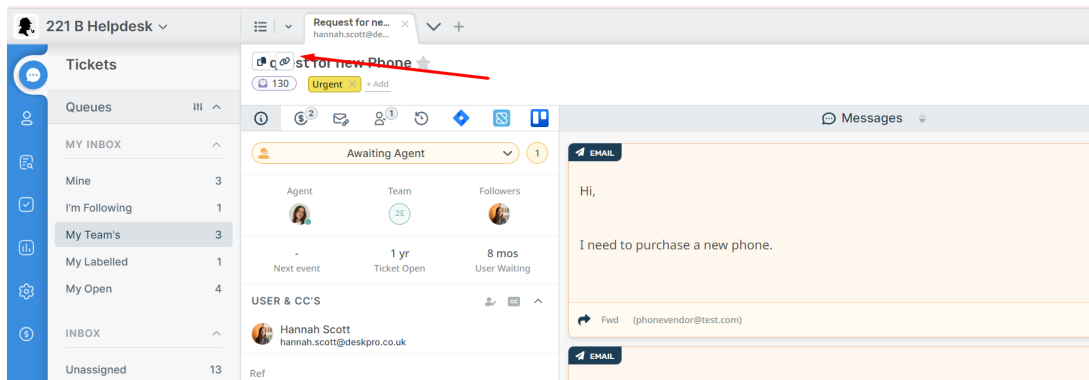 221 B Helpdesk
Request for ne...
hannah.scott@de...
Tickets
quest for new Phone
130
Urgent
+ Add
Queues
2
1
Messages
MY INBOX
Awaiting Agent
1
EMAIL
Mine 3
I'm Following 1
My Team's 3
My Labelled 1
My Open 4
Agent
Team
Followers
2E
Hi,
I need to purchase a new phone.
-
Next event
1 yr
Ticket Open
8 mos
User Waiting
USER & CC'S
CC
Hannah Scott
hannah.scott@deskpro.co.uk
Fwd (phonevendor@test.com)
INBOX
EMAIL
Unassigned 13
Ref